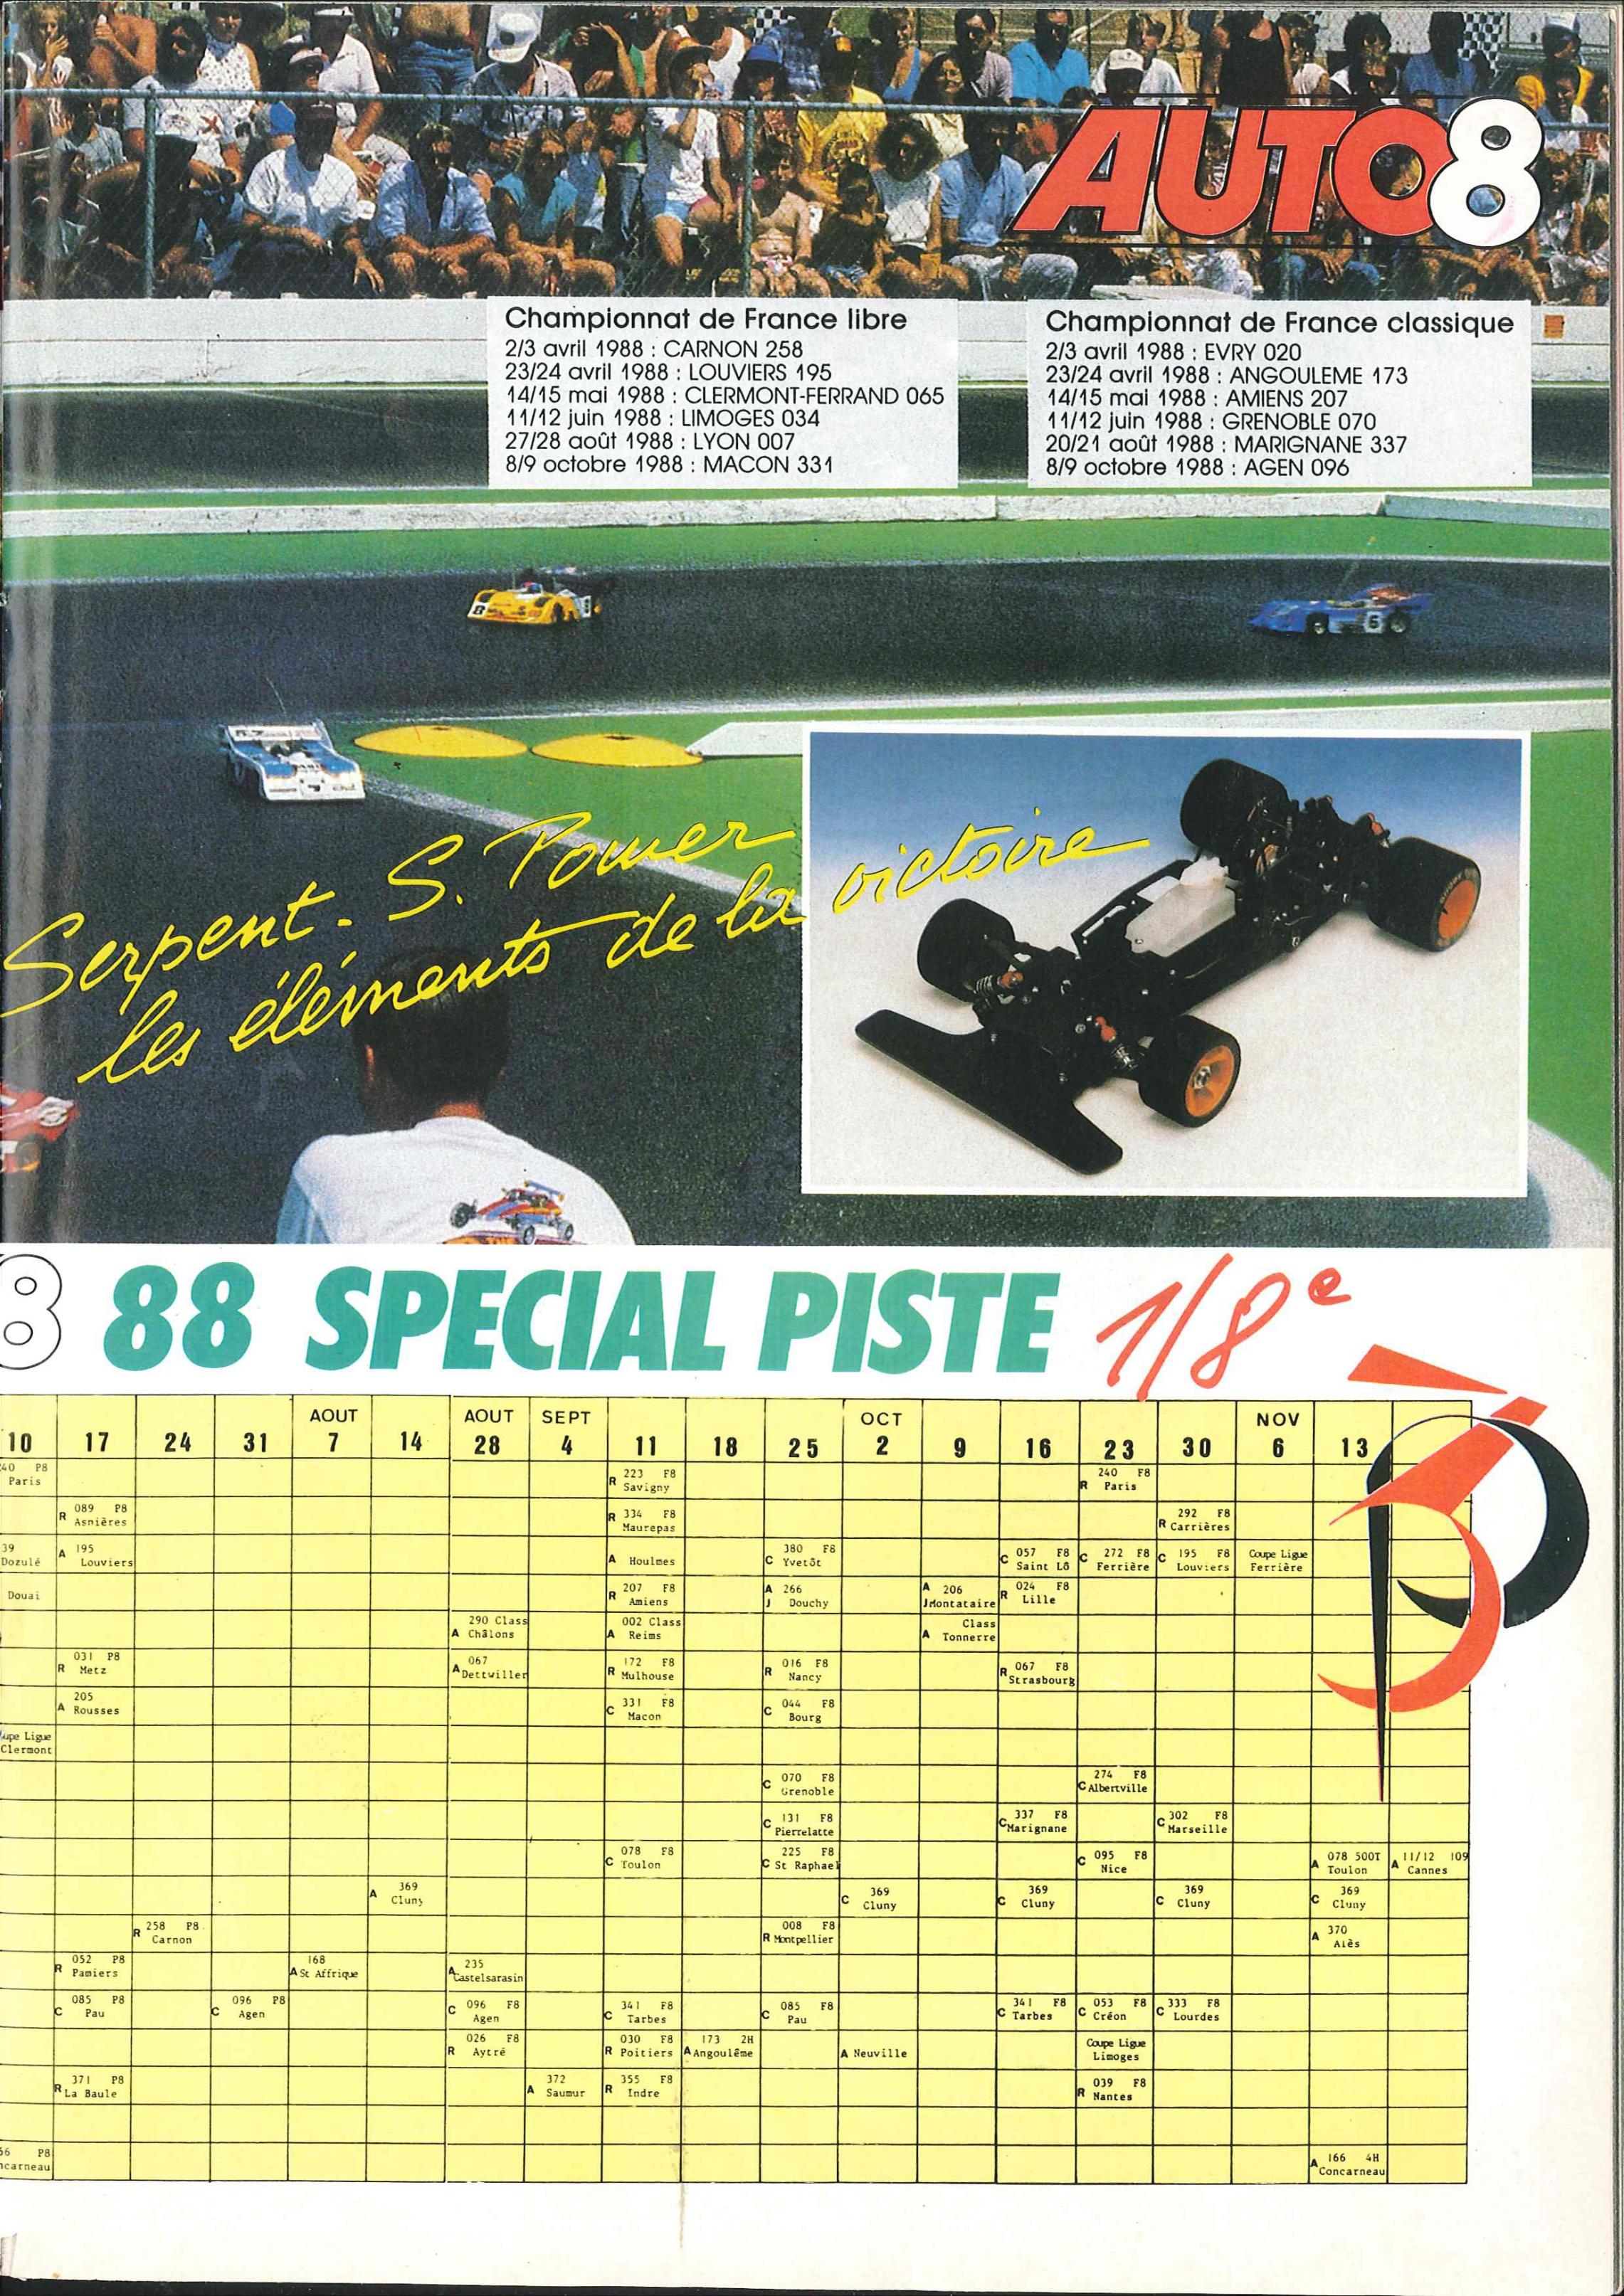 AUTO8
Championnat de France libre
2/3 avril 1988 : CARNON 258
23/24 avril 1988 : LOUVIERS 195
14/15 mai 1988 : CLERMONT-FERRAND 065
11/12 juin 1988 : LIMOGES 034
27/28 août 1988 : LYON 007
8/9 octobre 1988 : MACON 331
Championnat de France classique
2/3 avril 1988 : EVRY 020
23/24 avril 1988 : ANGOULEME 173
14/15 mai 1988 : AMIENS 207
11/12 juin 1988 : GRENOBLE 070
20/21 août 1988 : MARIGNANE 337
8/9 octobre 1988 : AGEN 096
Serpent - S. Power
les éléments de la victoire
8 88 SPECIAL PISTE 1/8e
AOUT AOUT SEPT OCT NOV
10 17 24 31 7 14 28 4 11 18 25 2 9 16 23 30 6 13
40 P8 R 223 F8 R 240 F8
Paris Savigny Paris
R 089 P8 R 334 F8 R 292 F8
Asnières Maurepas Carrières
39 A 195 A C 380 F8 C 057 F8 C 272 F8 C 195 F8 Coupe Ligue
Dozulé Louviers Houlmes Yvetôt Saint Lô Ferrière Louviers Ferrière
R 207 F8 A J 266 A J 206 R 024 F8
Douai Amiens Douchy Montataire Lille
A 290 Class A 002 Class A Class
Châlons Reims Tonnerre
R 031 P8 A 067 R 172 F8 R 016 F8 R 067 F8
Metz Dettwiller Mulhouse Nancy Strasbourg
A 205 C 331 F8 C 044 F8
Rousses Macon Bourg
upe Ligue
Clermont
C 070 F8 C 274 F8
Grenoble Albertville
C 131 F8 C 337 F8 C 302 F8
Pierrelatte Marignane Marseille
C 078 F8 C 225 F8 C 095 F8 A 078 500T A 11/12 109
Toulon St Raphael Nice Toulon Cannes
A 369 C 369 C 369 C 369 C 369
Cluny Cluny Cluny Cluny Cluny
R 258 P8 R 008 F8 A 370
Carnon Montpellier Alès
R 052 P8 A 168 A 235
Pamiers St Affrique Castelsarasin
C 085 P8 C 096 P8 C 096 F8 C 341 F8 C 085 F8 C 341 F8 C 053 F8 C 333 F8
Pau Agen Agen Tarbes Pau Tarbes Créon Lourdes
R 026 F8 R 030 F8 A 173 2H A Coupe Ligue
Aytré Poitiers Angoulême Neuville Limoges
R 371 P8 A 372 R 355 F8 R 039 F8
La Baule Saumur Indre Nantes
56 P8 A 166 4H
ncarneau Concarneau